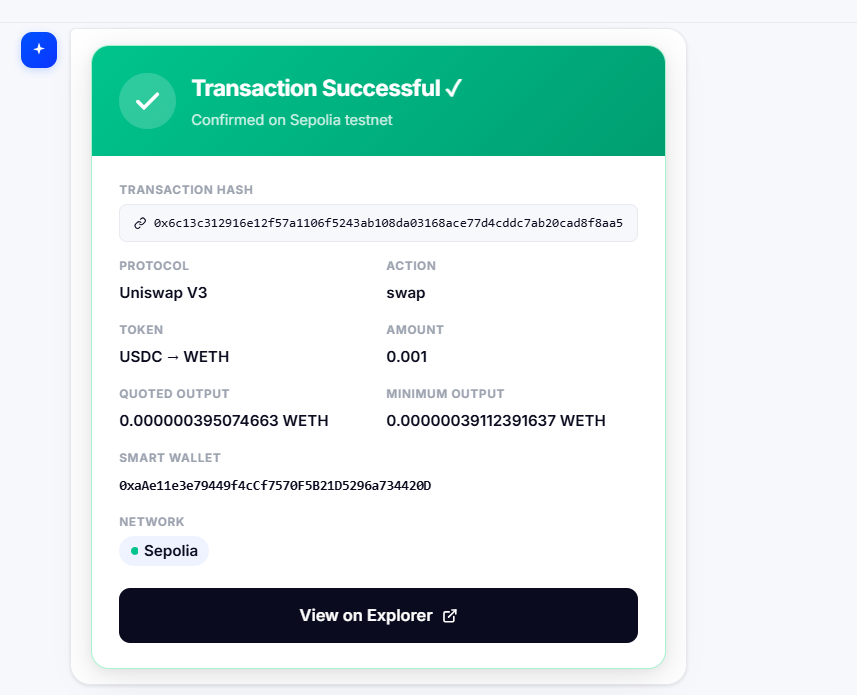 Transaction Successful ✓
Confirmed on Sepolia testnet
TRANSACTION HASH
0x6c13c312916e12f57a1106f5243ab108da03168ace77d4cddc7ab20cad8f8aa5
PROTOCOL
ACTION
Uniswap V3
swap
TOKEN
AMOUNT
USDC → WETH
0.001
QUOTED OUTPUT
MINIMUM OUTPUT
0.000000395074663 WETH
0.00000039112391637 WETH
SMART WALLET
0xaAe11e3e79449f4cCf7570F5B21D5296a734420D
NETWORK
Sepolia
View on Explorer